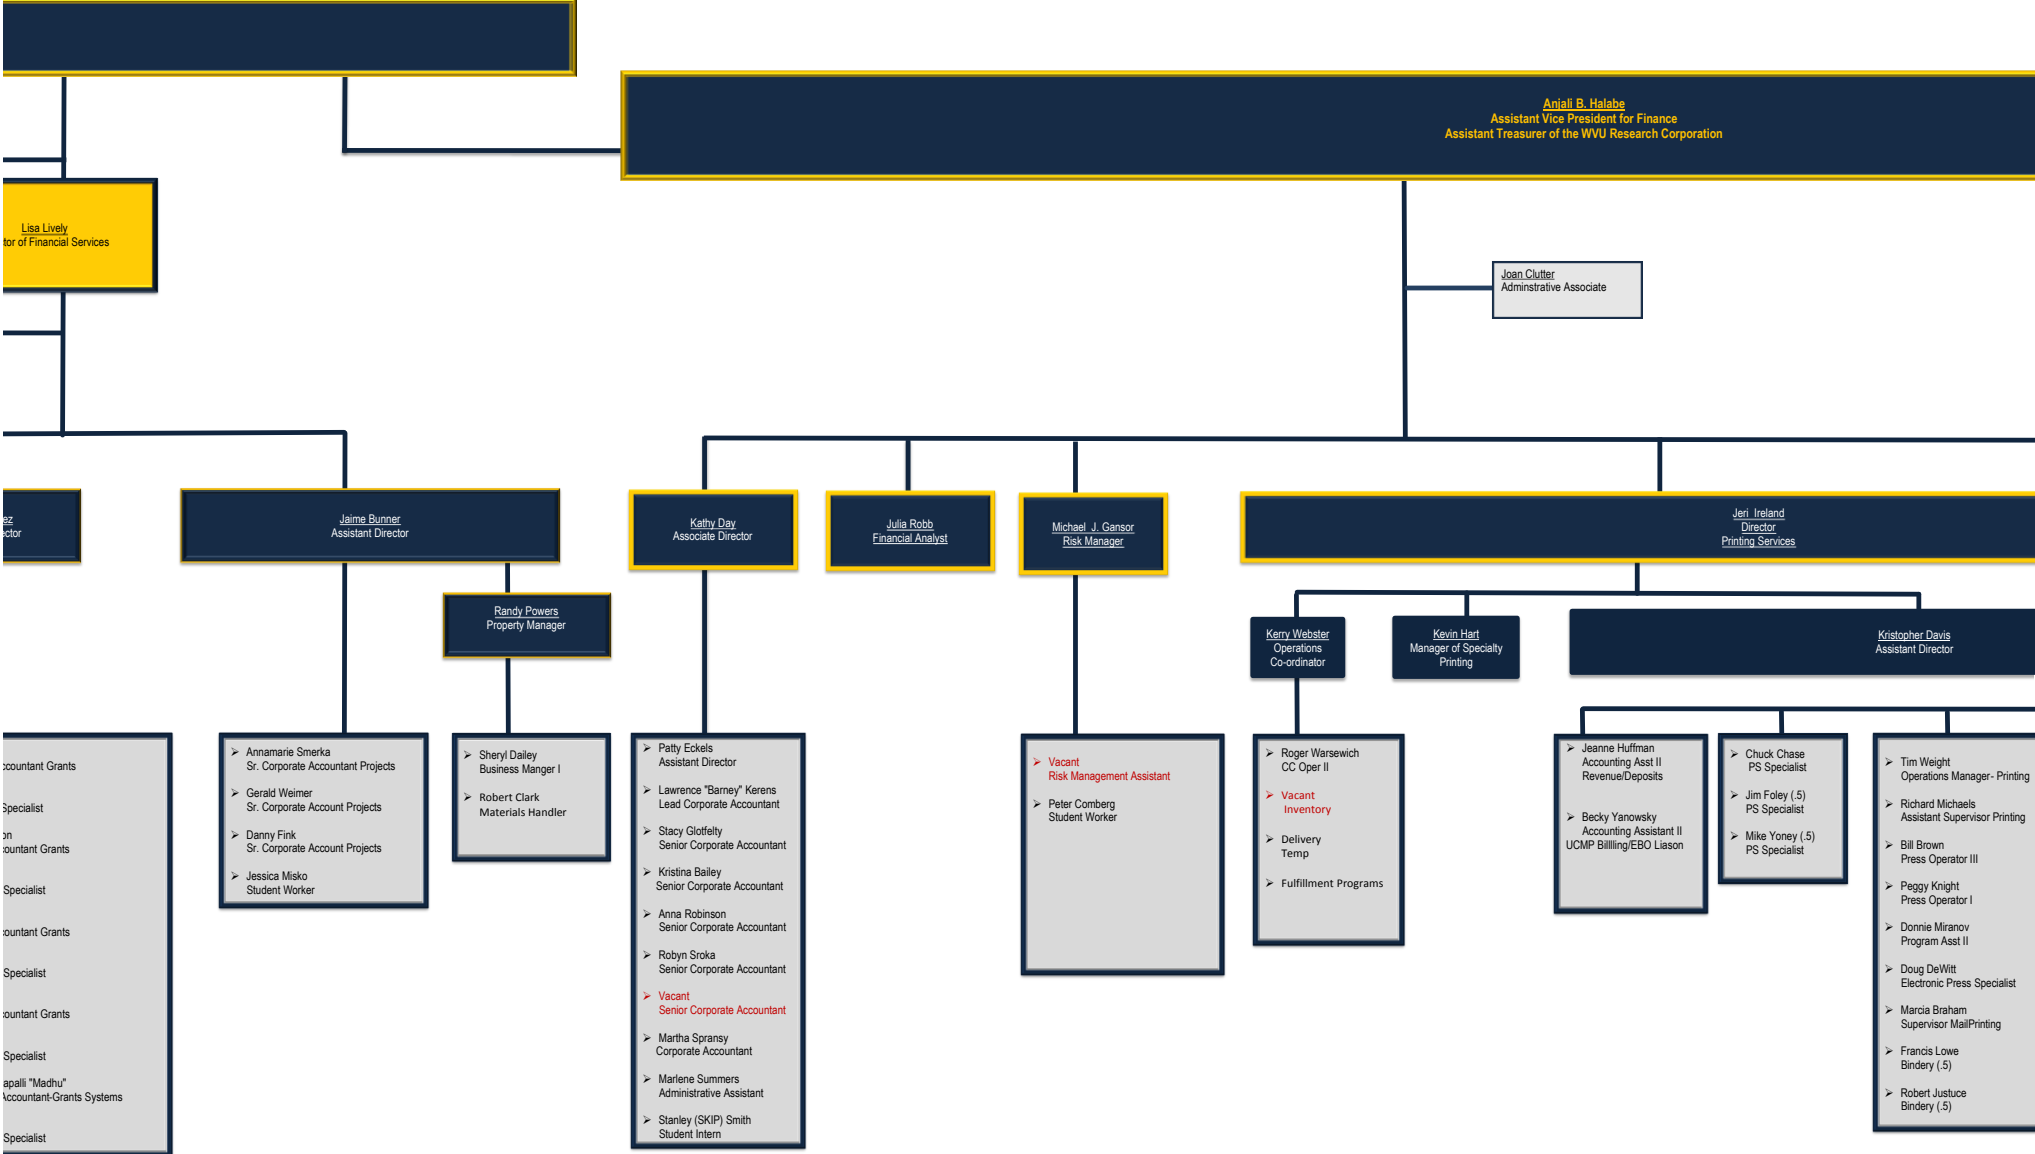 Anjali B. Halabe
Assistant Vice President for Finance
Assistant Treasurer of the WVU Research Corporation
Lisa Lively
of Financial Services
Joan Clutter
Adminstrative Associate
Jaime Bunner
Assistant Director
Randy Powers
Property Manager
Kathy Day
Associate Director
Julia Robb
Financial Analyst
Michael J. Gansor
Risk Manager
Jeri Ireland
Director
Printing Services
Kerry Webster
Operations
Co-ordinator
Kevin Hart
Manager of Specialty
Printing
Kristopher Davis
Assistant Director
Grants
Specialist
Grants
Specialist
Grants
Specialist
Grants
Specialist
"Madhu"
Accountant-Grants Systems
Specialist
Annamarie Smerka
Sr. Corporate Accountant Projects
Gerald Weimer
Sr. Corporate Account Projects
Danny Fink
Sr. Corporate Account Projects
Jessica Misko
Student Worker
Sheryl Dailey
Business Manger I
Robert Clark
Materials Handler
Patty Eckels
Assistant Director
Lawrence "Barney" Kerens
Lead Corporate Accountant
Stacy Glotfelty
Senior Corporate Accountant
Kristina Bailey
Senior Corporate Accountant
Anna Robinson
Senior Corporate Accountant
Robyn Sroka
Senior Corporate Accountant
Vacant
Senior Corporate Accountant
Martha Spransy
Corporate Accountant
Marlene Summers
Administrative Assistant
Stanley (SKIP) Smith
Student Intern
Vacant
Risk Management Assistant
Peter Comberg
Student Worker
Roger Warsewich
CC Oper II
Vacant
Inventory
Delivery
Temp
Fulfillment Programs
Jeanne Huffman
Accounting Asst II
Revenue/Deposits
Becky Yanowsky
Accounting Assistant II
UCMP Billlling/EBO Liason
Chuck Chase
PS Specialist
Jim Foley (.5)
PS Specialist
Mike Yoney (.5)
PS Specialist
Tim Weight
Operations Manager- Printing
Richard Michaels
Assistant Supervisor Printing
Bill Brown
Press Operator III
Peggy Knight
Press Operator I
Donnie Miranov
Program Asst II
Doug DeWitt
Electronic Press Specialist
Marcia Braham
Supervisor MailPrinting
Francis Lowe
Bindery (.5)
Robert Justuce
Bindery (.5)